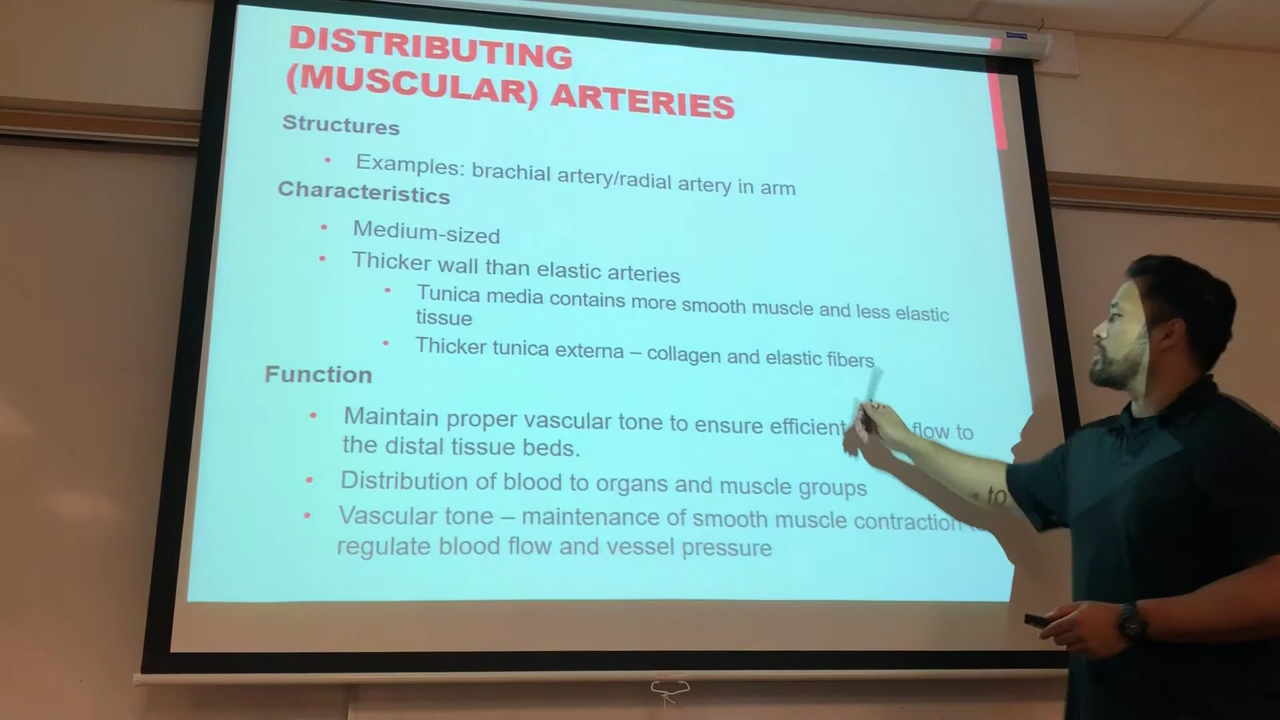 DISTRIBUTING
(MUSCULAR) ARTERIES
Structures
• Examples: brachial artery/radial artery in arm
Characteristics
• Medium-sized
• Thicker wall than elastic arteries
• Tunica media contains more smooth muscle and less elastic
tissue
• Thicker tunica externa – collagen and elastic fibers
Function
• Maintain proper vascular tone to ensure efficient flow to
the distal tissue beds.
• Distribution of blood to organs and muscle groups
• Vascular tone – maintenance of smooth muscle contraction to
regulate blood flow and vessel pressure